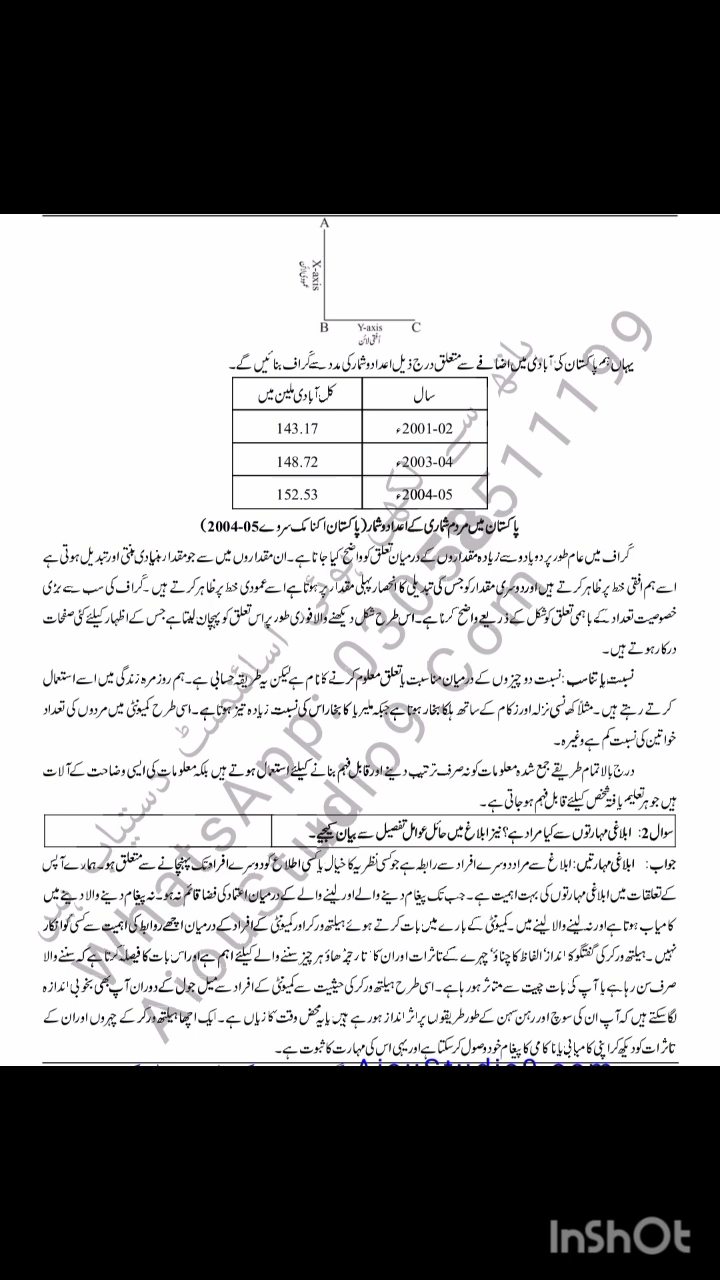 A
X-axis
عمودی لائن
B Y-axis C
افقی لائن
یہاں ہم پاکستان کی آبادی میں اضافے سے متعلق درج ذیل اعداد و شمار کی مدد سے گراف بنائیں گے۔
سال کل آبادی ملین میں
2001-02ء 143.17
2003-04ء 148.72
2004-05ء 152.53
پاکستان میں مردم شماری کے اعداد و شمار (پاکستان اکنامک سروے 05-2004)
گراف میں عام طور پر دو یا دو سے زیادہ مقداروں کے درمیان تعلق کو واضح کیا جاتا ہے۔ ان مقداروں میں سے جو مقدار بنیادی بنتی اور تبدیل ہوتی ہے
اسے ہم افقی خط پر ظاہر کرتے ہیں اور دوسری مقدار کو جس کی تبدیلی کا انحصار پہلی مقدار پر ہوتا ہے اسے عمودی خط پر ظاہر کرتے ہیں۔ گراف کی سب سے بڑی
خصوصیت تعداد کے باہمی تعلق کو شکل کے ذریعے واضح کرنا ہے۔ اس طرح شکل دیکھنے والا فوری طور پر اس تعلق کو پہچان لیتا ہے جس کے اظہار کیلئے کئی صفحات
درکار ہوتے ہیں۔
نسبت یا تناسب: نسبت دو چیزوں کے درمیان مناسبت یا تعلق معلوم کرنے کا نام ہے لیکن یہ طریقہ حسابی ہے۔ ہم روزمرہ زندگی میں اسے استعمال
کرتے رہتے ہیں۔ مثلاً کھانسی نزلہ اور زکام کے ساتھ ہلکا بخار ہوتا ہے جبکہ ملیریا کا بخار اس کی نسبت زیادہ تیز ہوتا ہے۔ اسی طرح کمیونٹی میں مردوں کی تعداد
خواتین کی نسبت کم ہے وغیرہ۔
درج بالا تمام طریقے جمع شدہ معلومات کو نہ صرف ترتیب دینے اور قابل فہم بنانے کیلئے استعمال ہوتے ہیں بلکہ معلومات کی ایسی وضاحت کے آلات
ہیں جو ہر تعلیم یافتہ شخص کیلئے قابل فہم ہو جاتی ہے۔
سوال 2: ابلاغی مہارتوں سے کیا مراد ہے؟ نیز ابلاغ میں حائل عوامل تفصیل سے بیان کیجیے۔
جواب: ابلاغی مہارتیں: ابلاغ سے مراد دوسرے افراد سے رابطہ ہے جو کسی نظریہ کا خیال یا کسی اطلاع کو دوسرے افراد تک پہنچانے سے متعلق ہو۔ ہمارے آپس
کے تعلقات میں ابلاغی مہارتوں کی بہت اہمیت ہے۔ جب تک پیغام دینے والے اور لینے والے کے درمیان اعتماد کی فضا قائم نہ ہو۔ نہ پیغام دینے والا دینے میں
کامیاب ہوتا ہے اور نہ لینے والا لینے میں۔ کمیونٹی کے بارے میں بات کرتے ہوئے ہیلتھ ورکر اور کمیونٹی کے افراد کے درمیان اچھے روابط کی اہمیت سے کسی کو انکار
نہیں۔ ہیلتھ ورکر کی گفتگو کا انداز، الفاظ کا چناؤ، چہرے کے تاثرات اور ان کا اتار چڑھاؤ ہر چیز سننے والے کیلئے اہم ہے اور اس بات کا فیصلہ کرتا ہے کہ سننے والا
صرف سن رہا ہے یا آپ کی بات چیت سے متاثر ہو رہا ہے۔ اسی طرح ہیلتھ ورکر کی حیثیت سے کمیونٹی کے افراد سے میل جول کے دوران آپ بھی بخوبی اندازہ
لگا سکتے ہیں کہ آپ ان کی سوچ اور رہن سہن کے طور طریقوں پر اثر انداز ہو رہے ہیں یا یہ محض وقت کا زیاں ہے۔ ایک اچھا ہیلتھ ورکر کے چہروں اور ان کے
تاثرات کو دیکھ کر اپنی کامیابی یا ناکامی کا پیغام خود وصول کر سکتا ہے اور یہی اس کی مہارت کا ثبوت ہے۔
ہاتھ سے لکھی ہوئی اسائنمنٹ دستیاب ہیں
WhatsApp: 03058511199
AiouStudio9.Com
InShOt